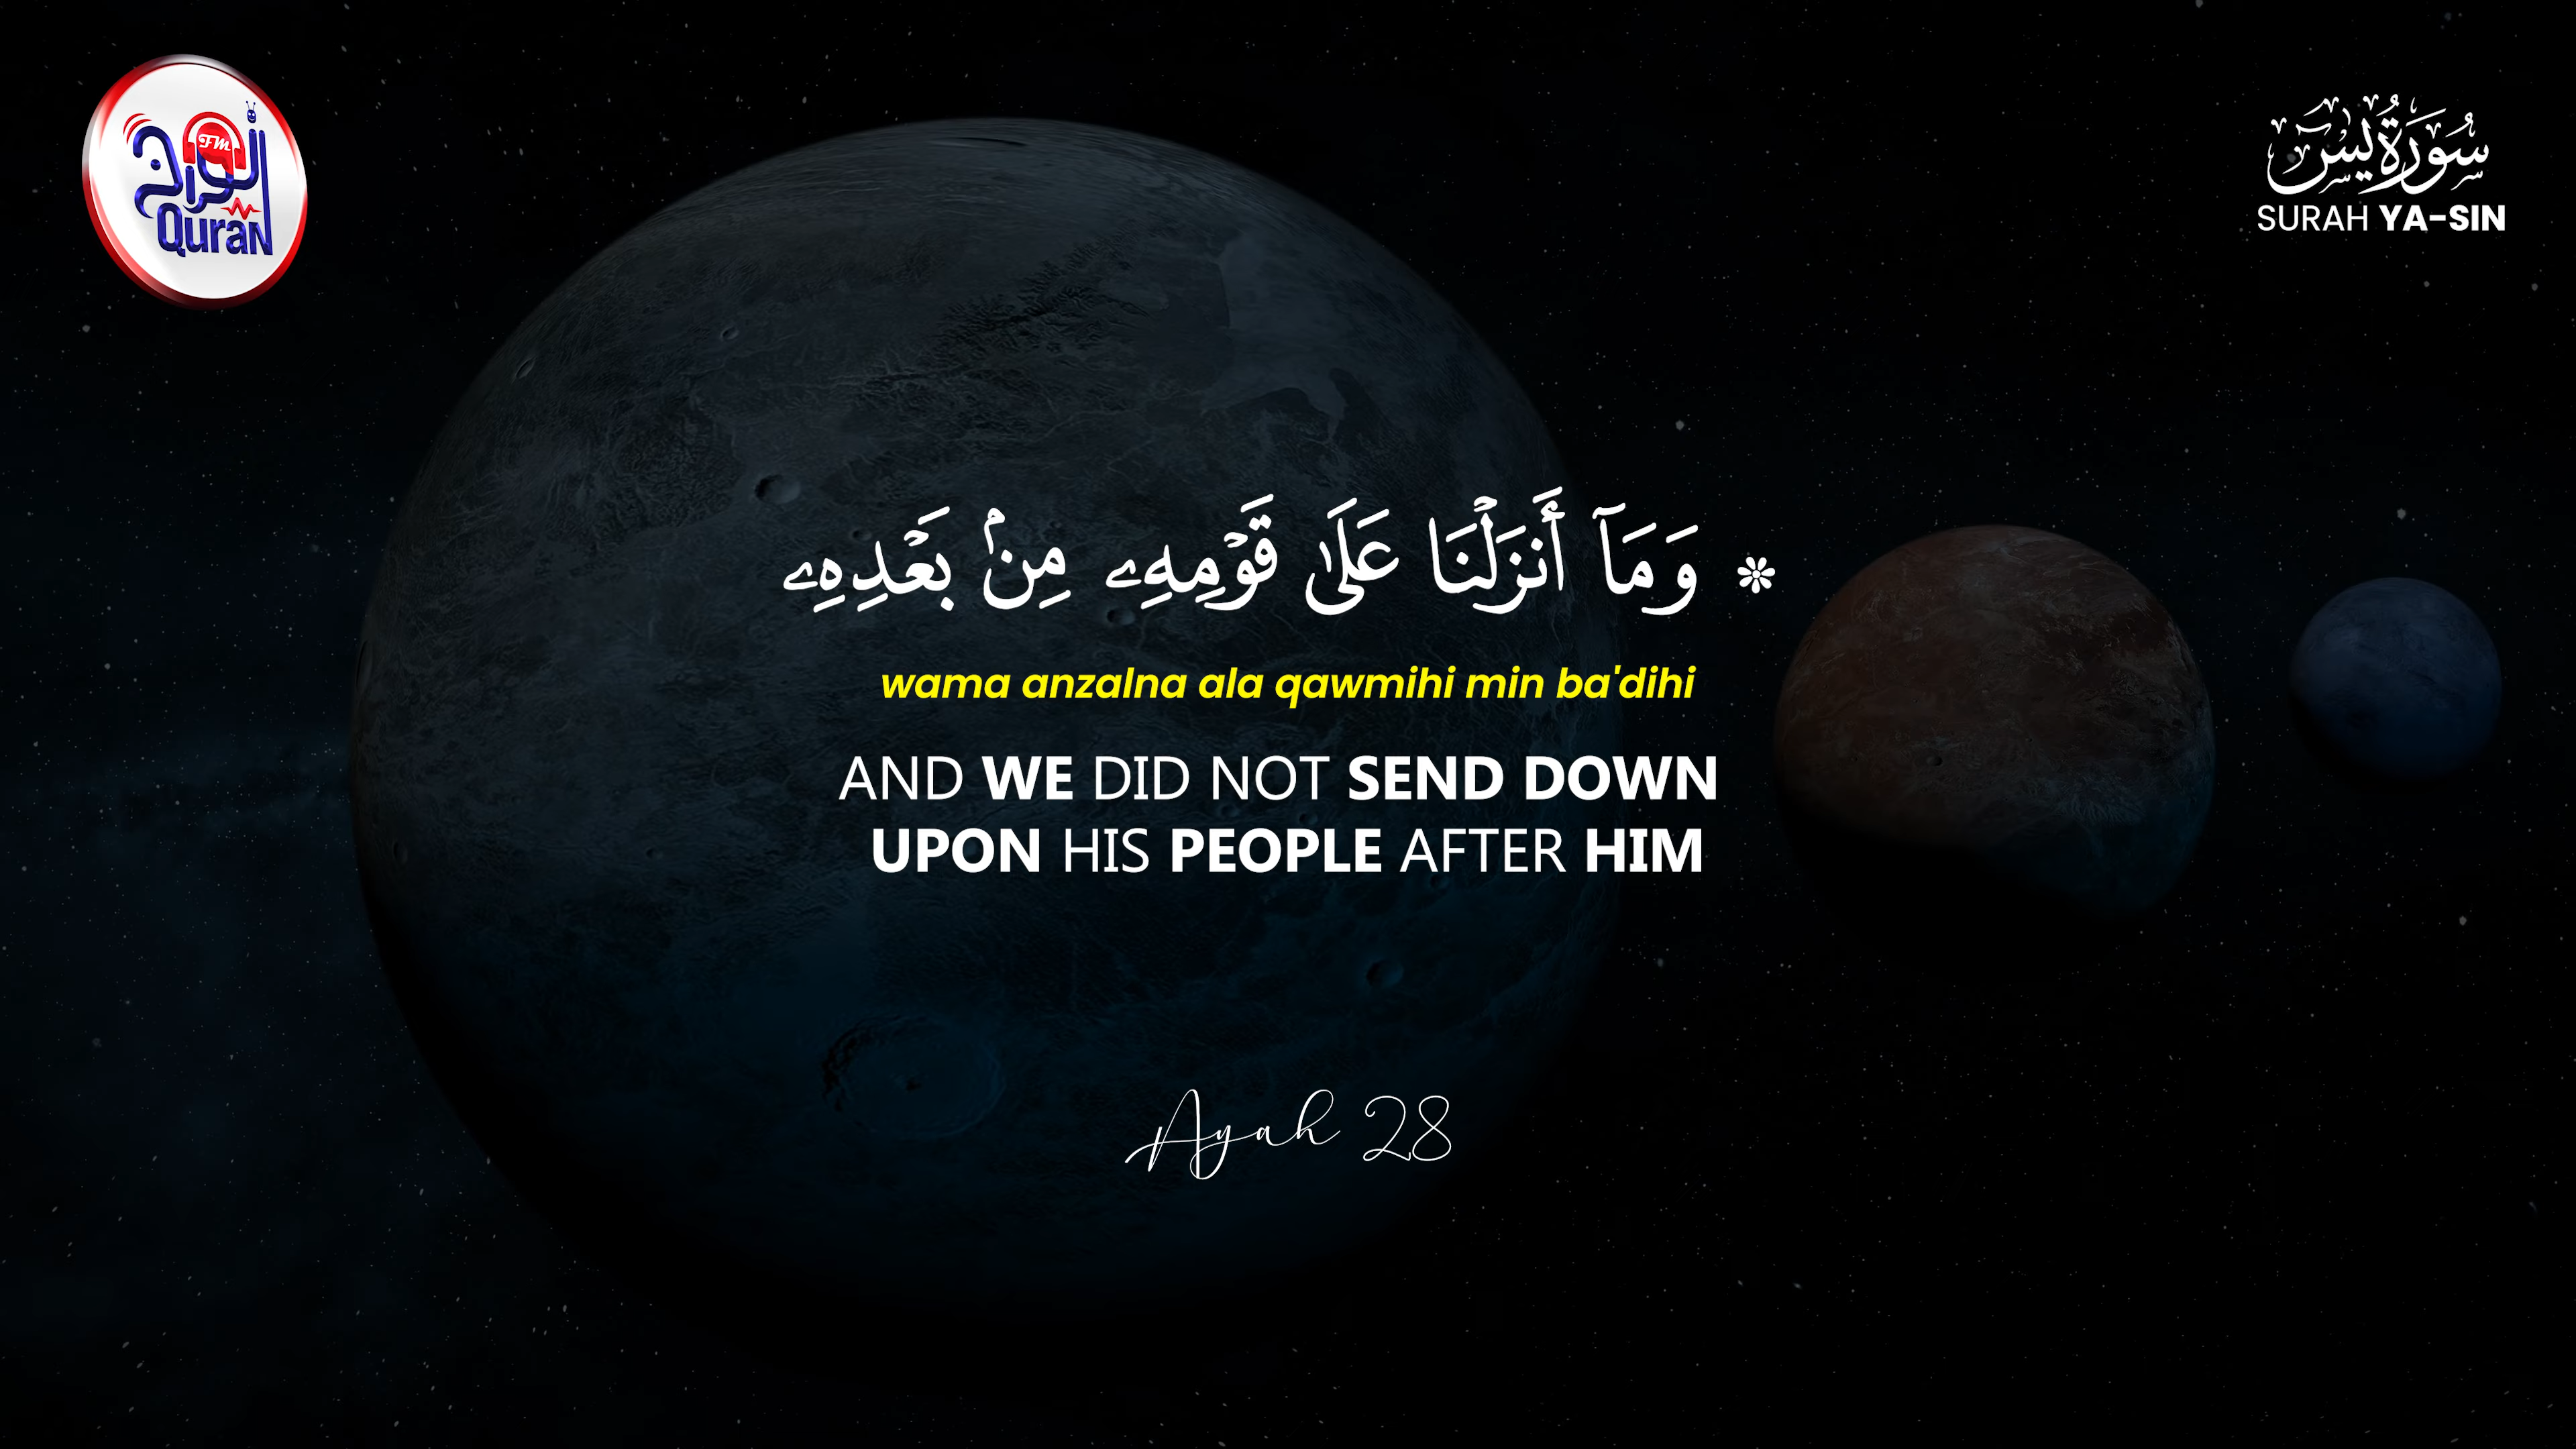 FM
Quran
سُورَةُ يسٓ
SURAH YA-SIN
* وَمَآ أَنزَلْنَا عَلَىٰ قَوْمِهِۦ مِنۢ بَعْدِهِۦ
wama anzalna ala qawmihi min ba'dihi
AND WE DID NOT SEND DOWN
UPON HIS PEOPLE AFTER HIM
Ayah 28